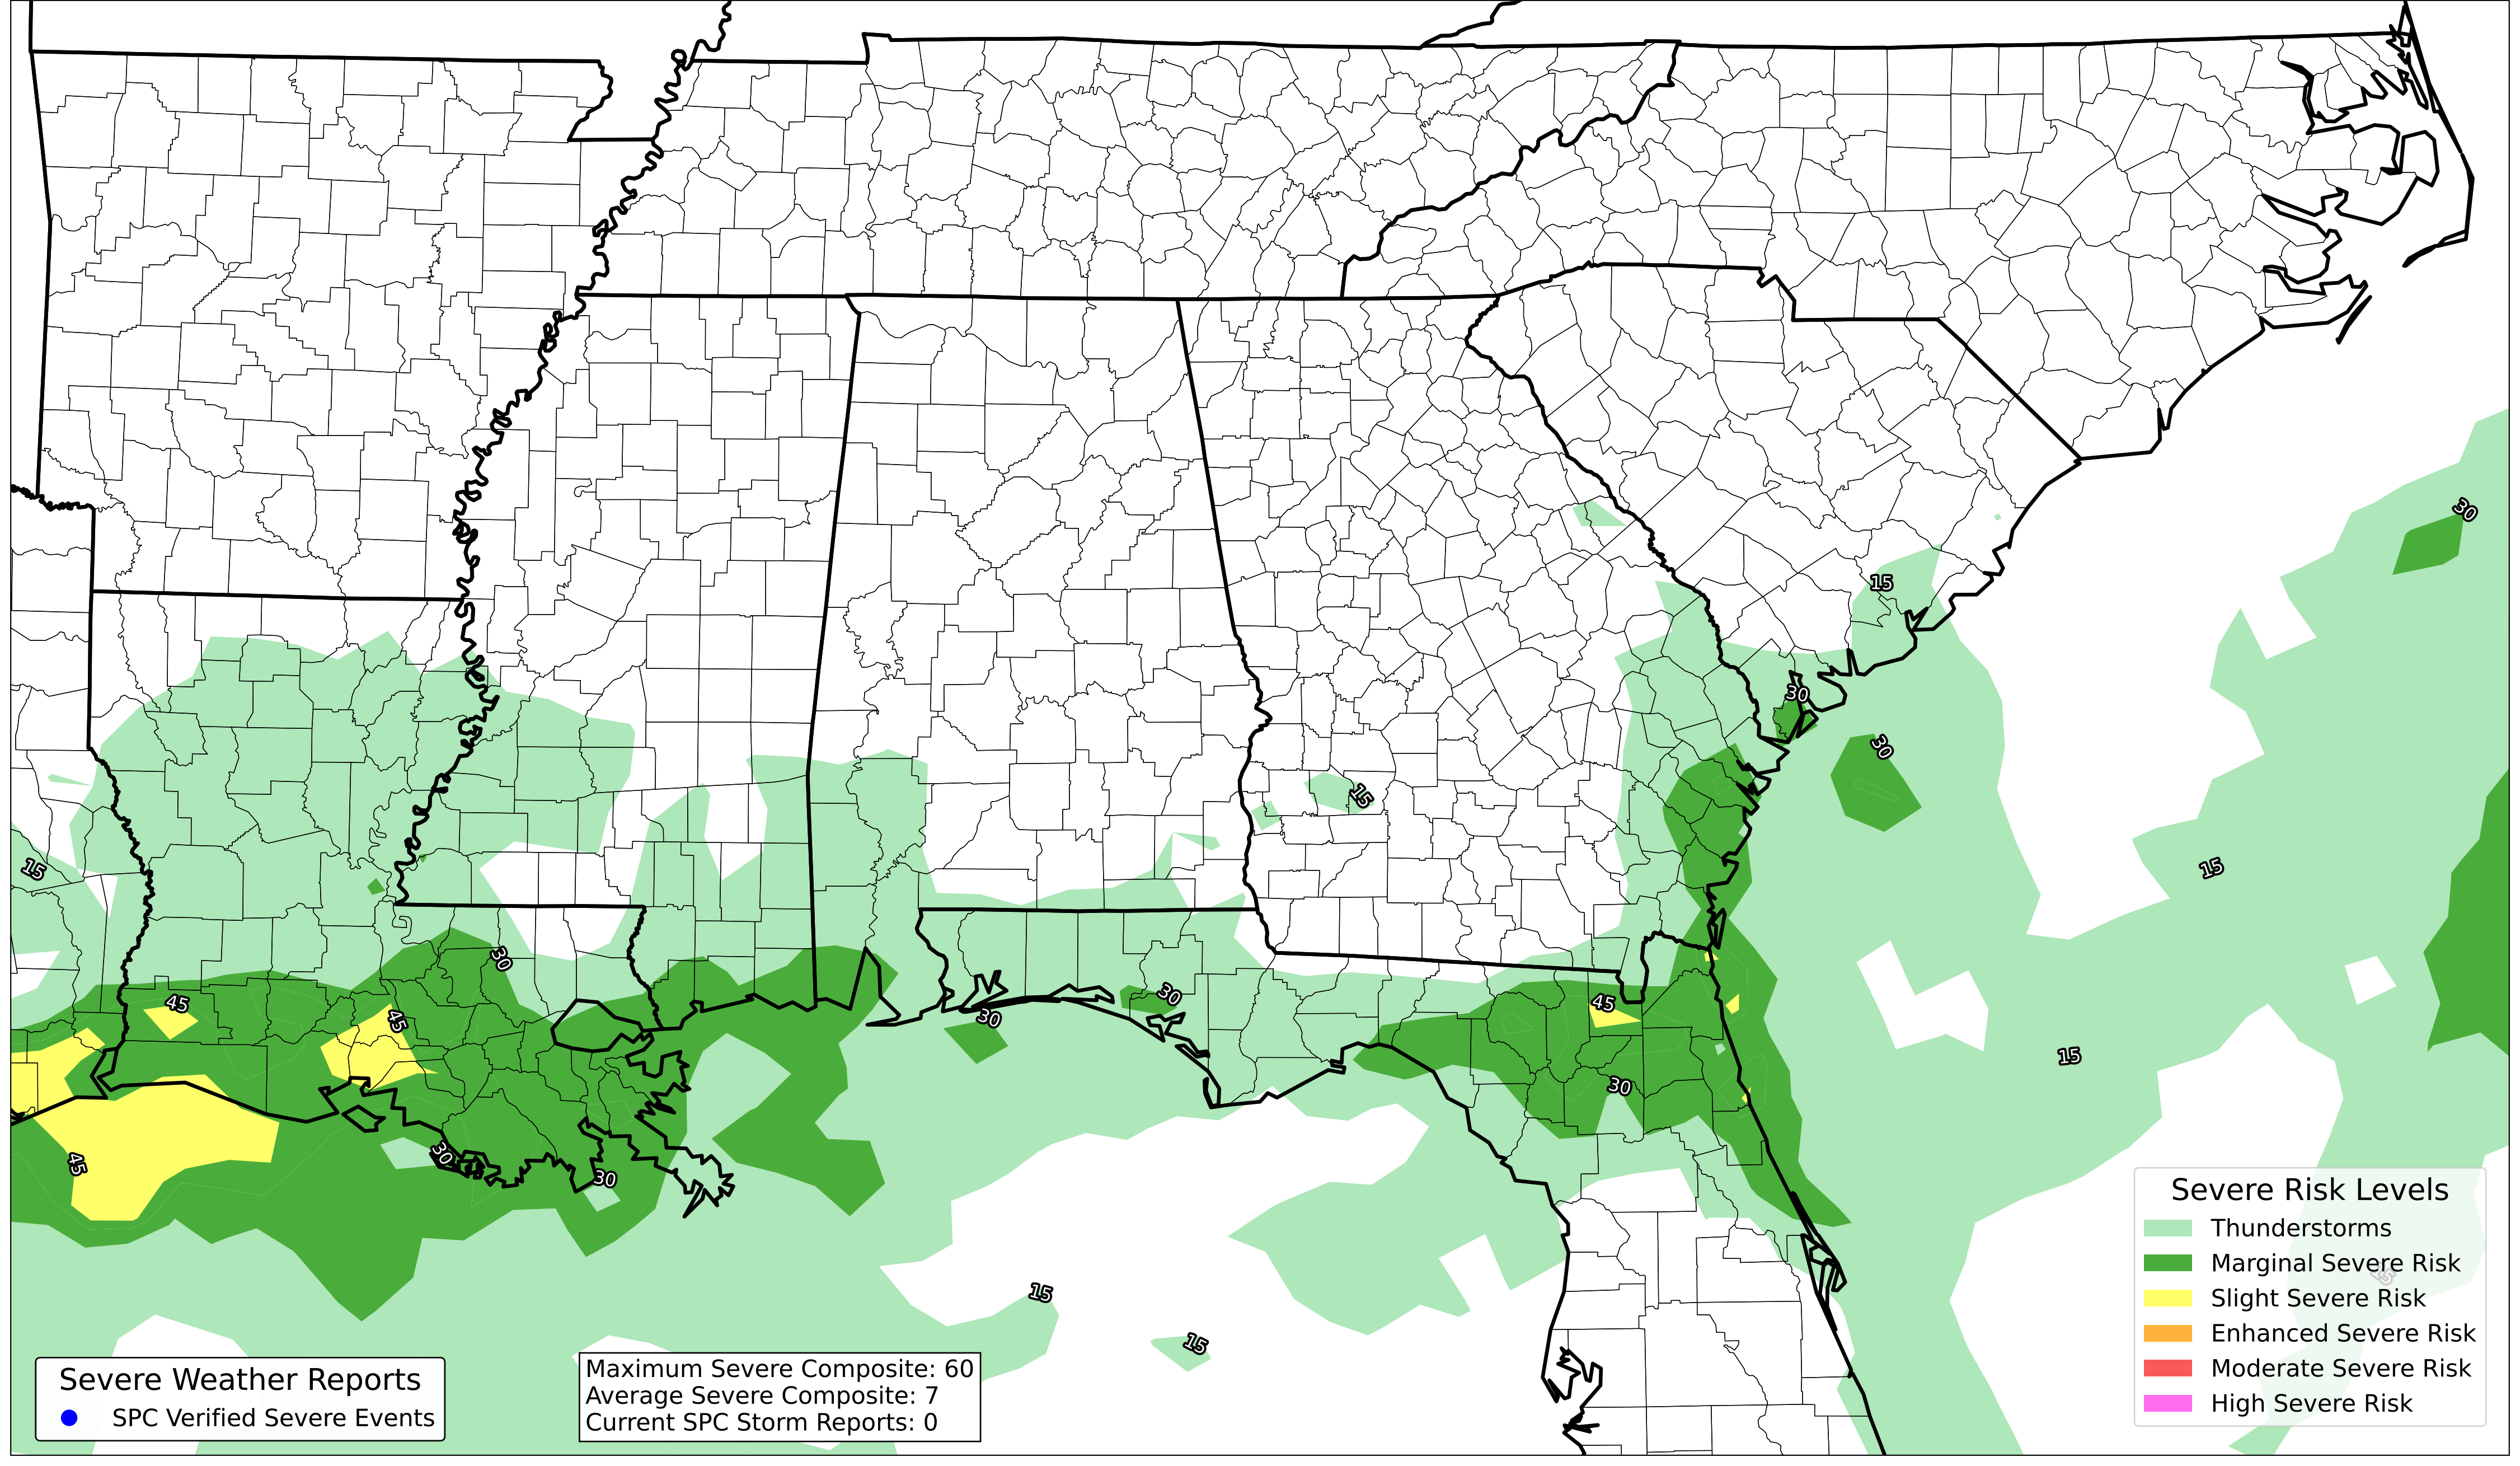 30
15
30
30
15
15
15
30
45
45
30
30
45
15
30
45
30
30
15
15
Severe Risk Levels
Thunderstorms
Marginal Severe Risk
Slight Severe Risk
Enhanced Severe Risk
Moderate Severe Risk
High Severe Risk
Severe Weather Reports
SPC Verified Severe Events
Maximum Severe Composite: 60
Average Severe Composite: 7
Current SPC Storm Reports: 0